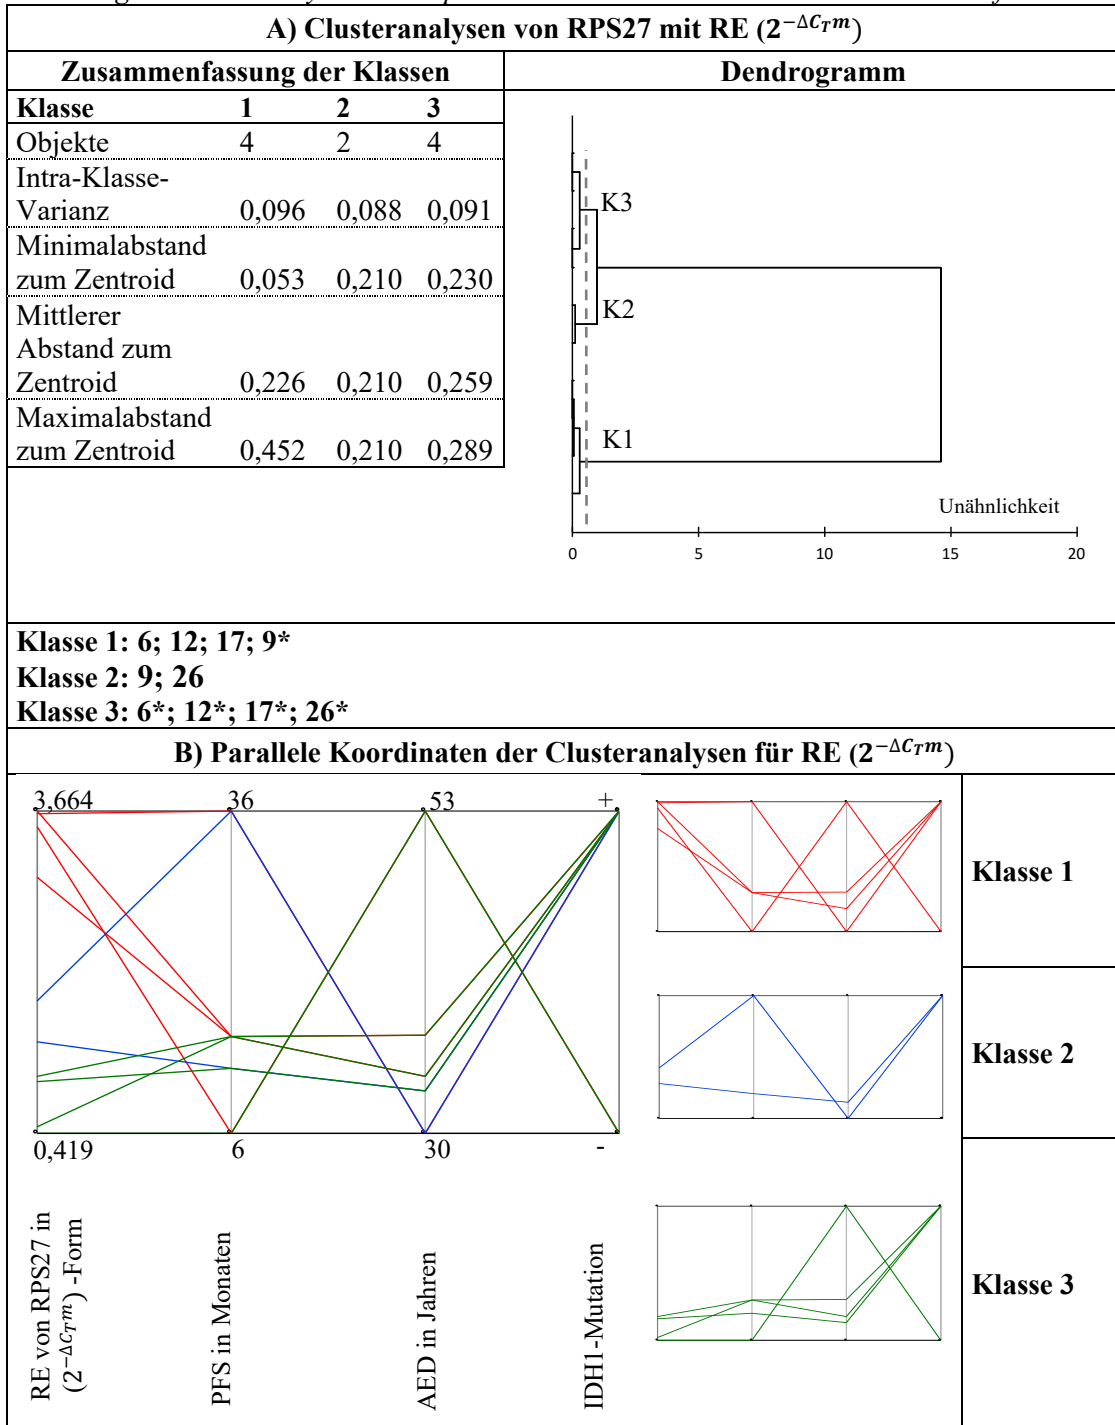 A) Clusteranalysen von RPS27 mit RE (2^{-ΔC_T m})
Zusammenfassung der Klassen
Dendrogramm
Klasse 1 2 3
Objekte 4 2 4
Intra-Klasse-
Varianz 0,096 0,088 0,091
Minimalabstand
zum Zentroid 0,053 0,210 0,230
Mittlerer
Abstand zum
Zentroid 0,226 0,210 0,259
Maximalabstand
zum Zentroid 0,452 0,210 0,289
K3
K2
K1
Unähnlichkeit
0 5 10 15 20
Klasse 1: 6; 12; 17; 9*
Klasse 2: 9; 26
Klasse 3: 6*; 12*; 17*; 26*
B) Parallele Koordinaten der Clusteranalysen für RE (2^{-ΔC_T m})
3,664 36 53 +
0,419 6 30 -
RE von RPS27 in
(2^{-ΔC_T m}) -Form
PFS in Monaten
AED in Jahren
IDH1-Mutation
Klasse 1
Klasse 2
Klasse 3